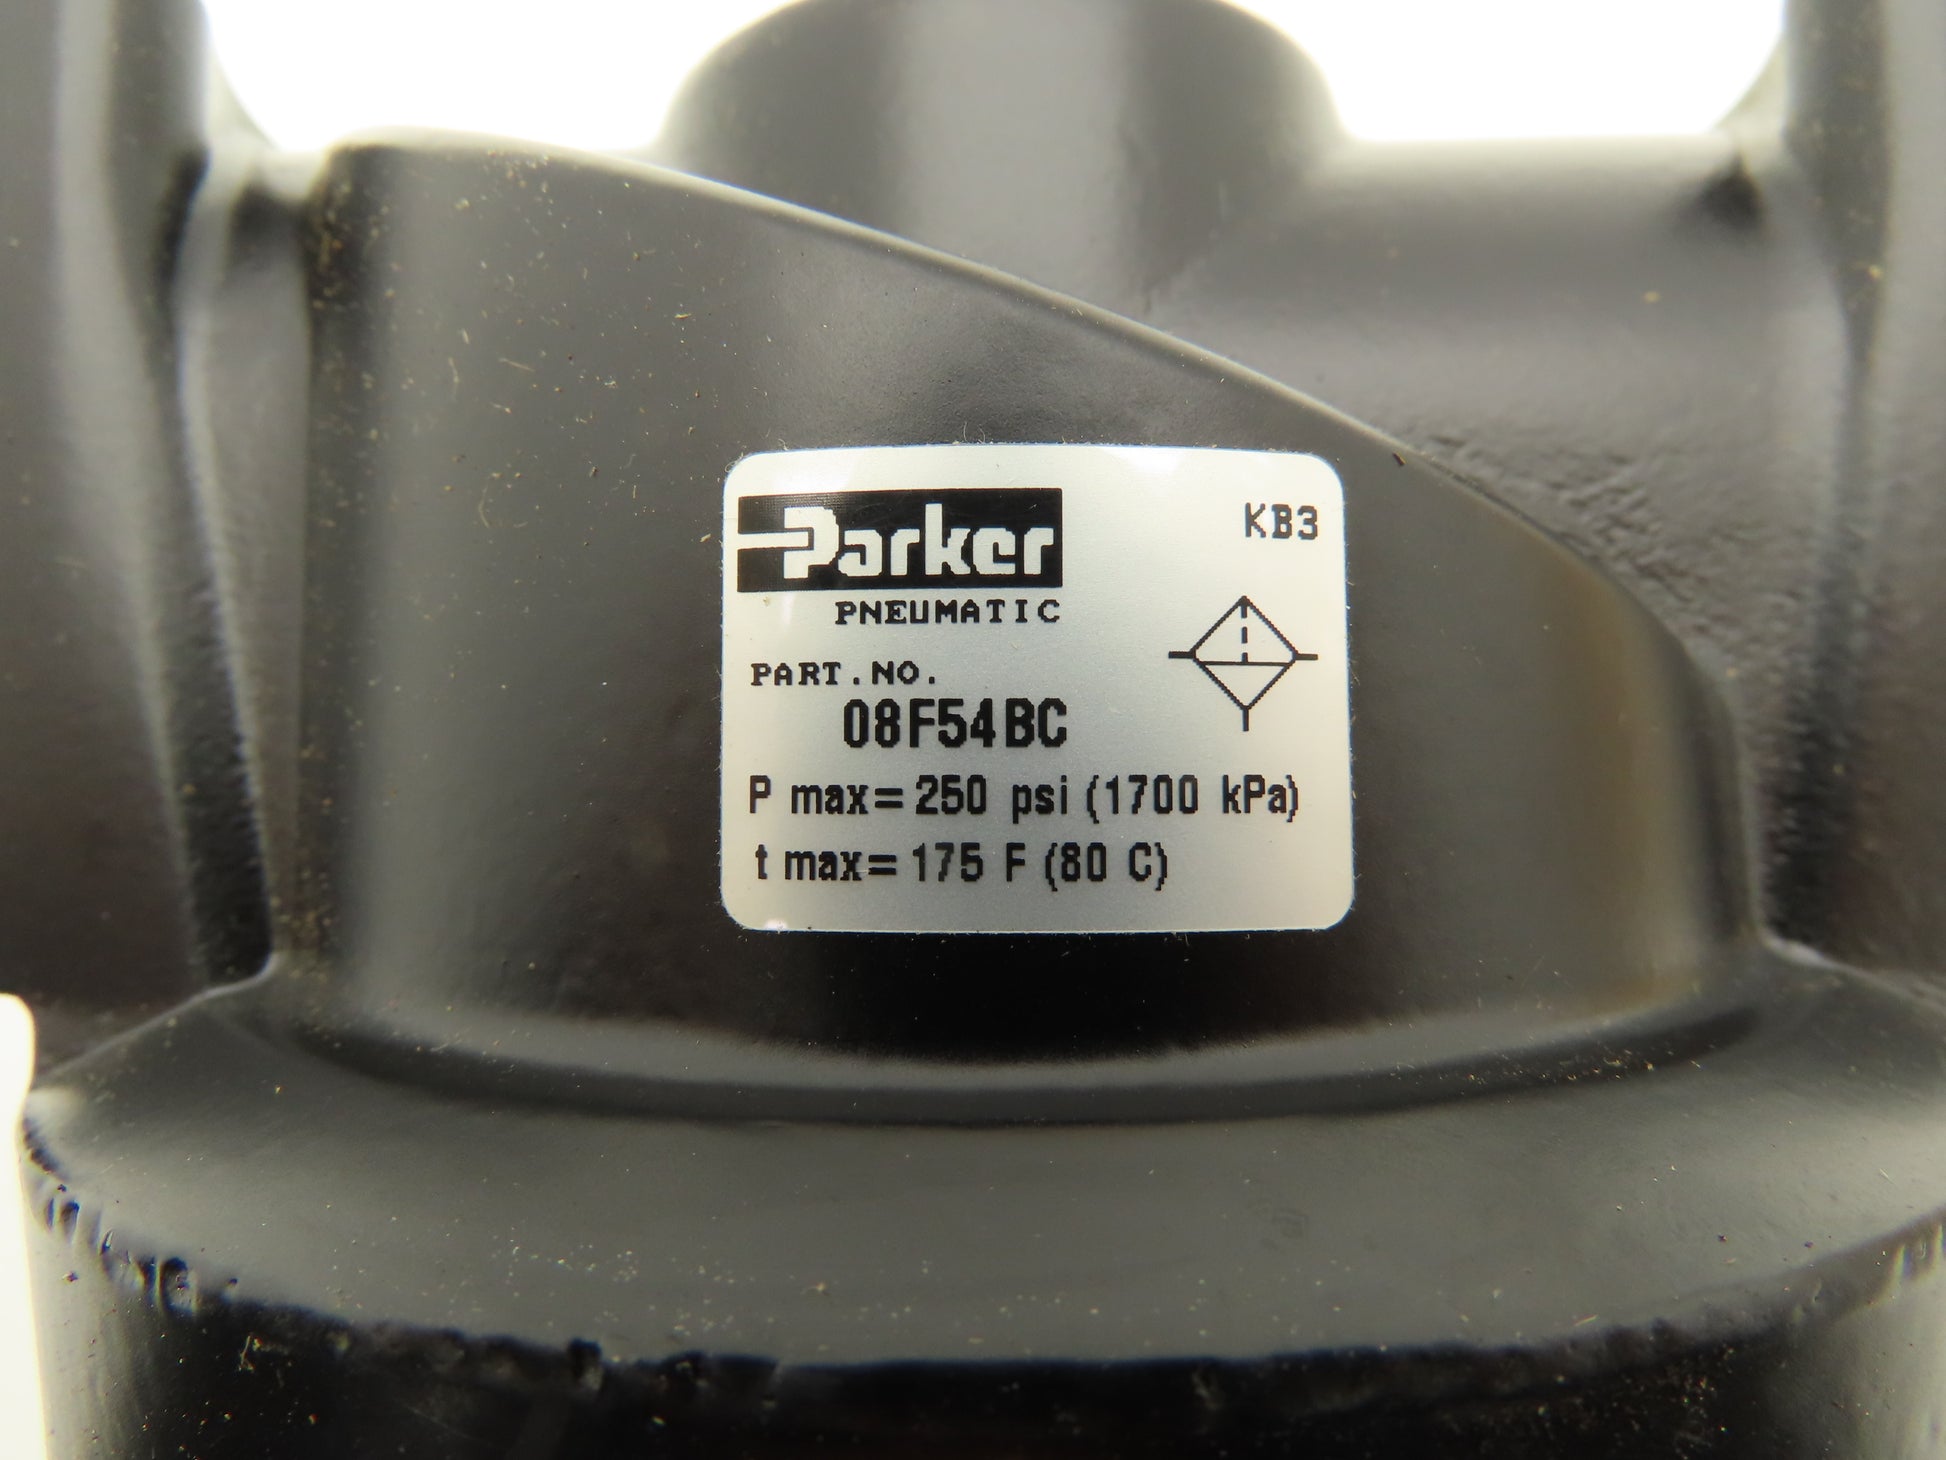 Parker
KB3
PNEUMATIC
PART.NO.
08F54BC
P max=250 psi (1700 kPa)
t max=175 F (80 C)